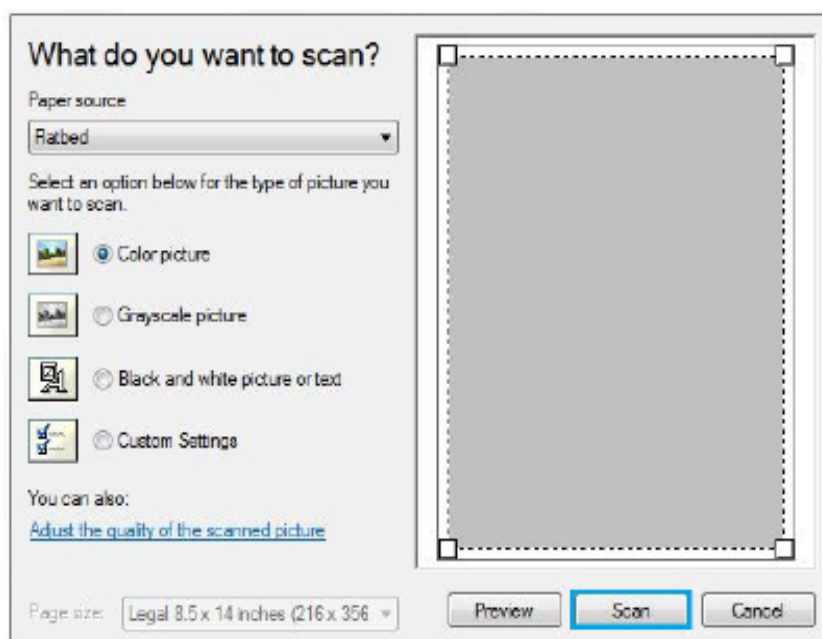 What do you want to scan?
Paper source
Flatbed
Select an option below for the type of picture you
want to scan.
Color picture
Grayscale picture
Black and white picture or text
Custom Settings
You can also:
Adjust the quality of the scanned picture
Page size: Legal 8.5 x 14 inches (216 x 356
Preview Scan Cancel